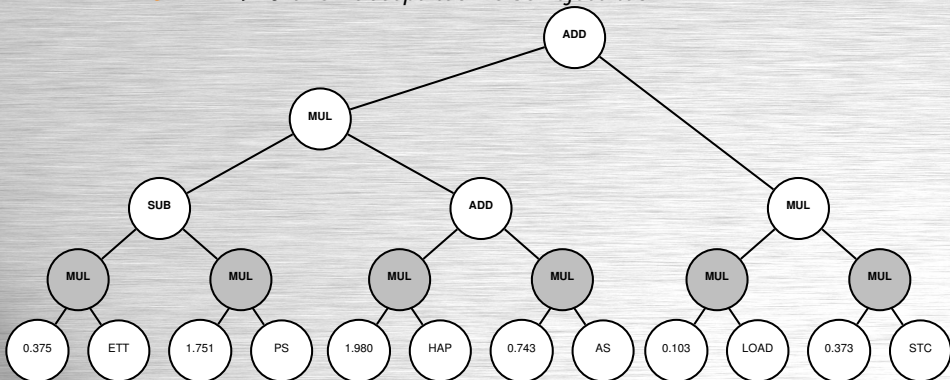 ADD
MUL
SUB ADD MUL
MUL MUL MUL MUL MUL MUL
0.375 ETT 1.751 PS 1.980 HAP 0.743 AS 0.103 LOAD 0.373 STC